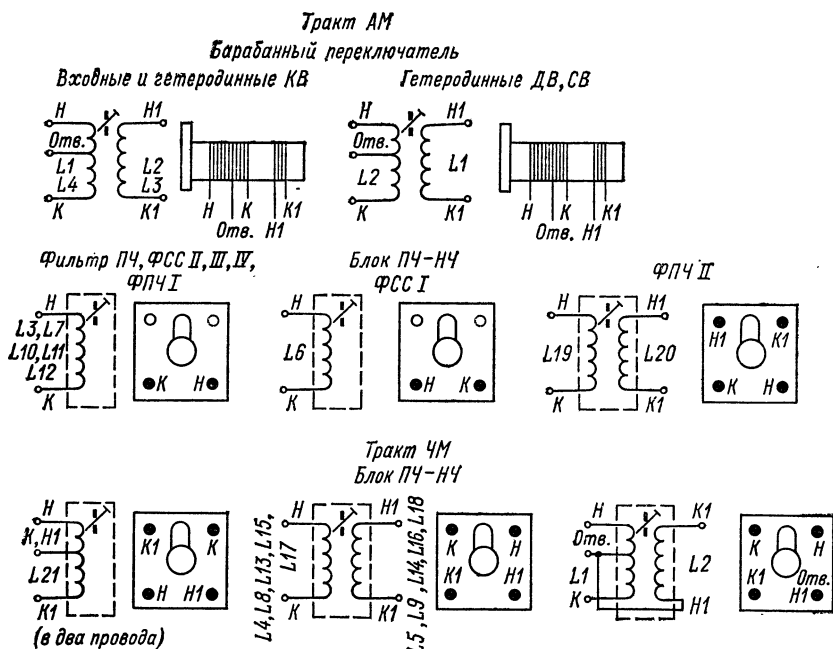 Тракт АМ
Барабанный переключатель
Входные и гетеродинные КВ
Гетеродинные ДВ, СВ
Н Н1
Отв.
L1 L2
L4 L3
К К1
Н К К1
Отв. Н1
Н Н1
Отв.
L2 L1
К К1
Н К К1
Отв. Н1
Фильтр ПЧ, ФСС II, III, IV,
ФПЧ I
Н
L3, L7
L10, L11
L12
К
К Н
Блок ПЧ-НЧ
ФСС I
Н
L6
К
Н К
ФПЧ II
Н Н1
L19 L20
К К1
Н1 К1
К Н
Тракт ЧМ
Блок ПЧ-НЧ
Н
К, Н1
L21
К1
(в два провода)
К1 К
Н Н1
L4, L8, L13, L15,
L17
Н Н1
К К1
L5, L9, L14, L16, L18
К Н
К1 Н1
Н К1
Отв.
L1 L2
К Н1
К Н
К1 Отв.
Н1